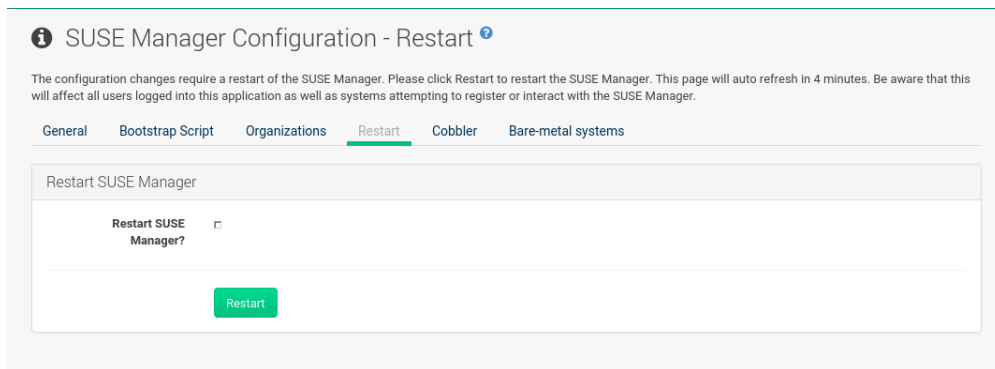 SUSE Manager Configuration - Restart ?
The configuration changes require a restart of the SUSE Manager. Please click Restart to restart the SUSE Manager. This page will auto refresh in 4 minutes. Be aware that this
will affect all users logged into this application as well as systems attempting to register or interact with the SUSE Manager.
General Bootstrap Script Organizations Restart Cobbler Bare-metal systems
Restart SUSE Manager
Restart SUSE
Manager?
Restart